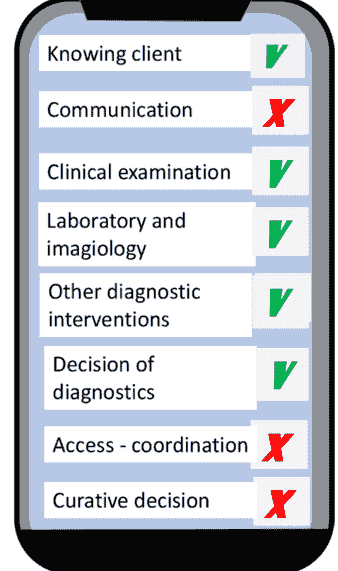 Knowing client V
Communication X
Clinical examination V
Laboratory and
imagiology V
Other diagnostic
interventions V
Decision of
diagnostics V
Access - coordination X
Curative decision X